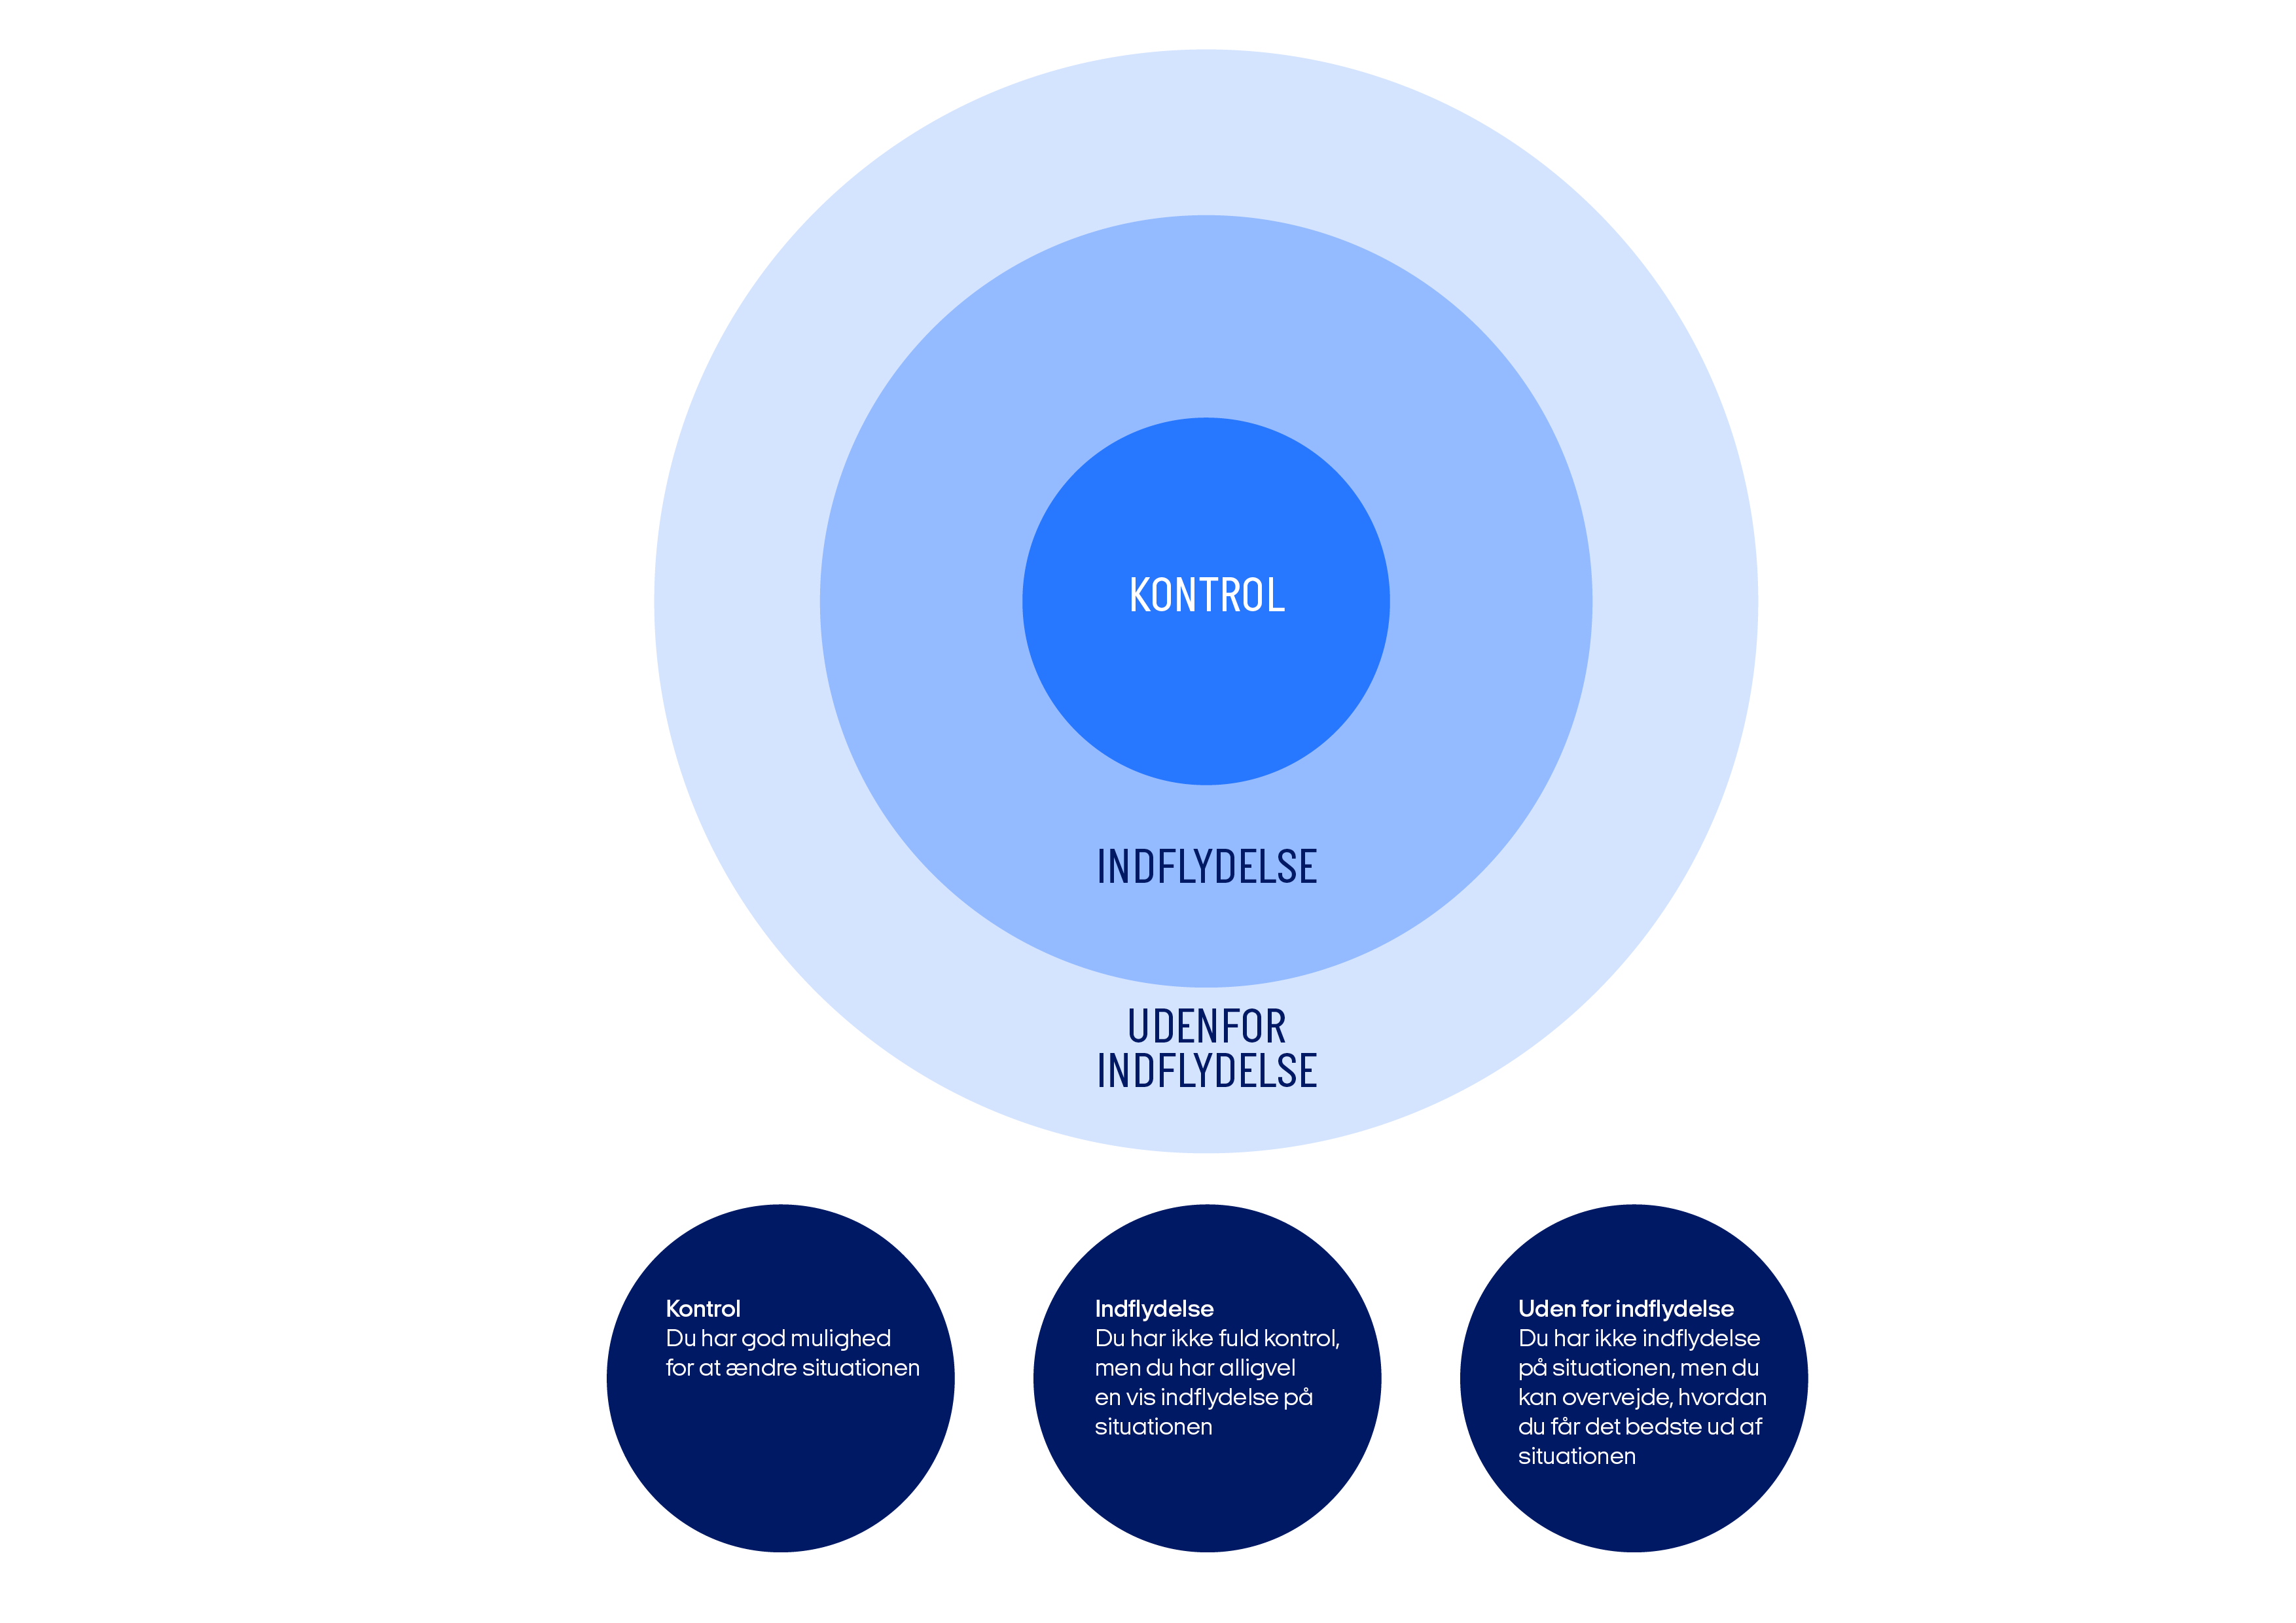 KONTROL
INDFLYDELSE
UDENFOR
INDFLYDELSE
Kontrol
Du har god mulighed
for at ændre situationen
Indflydelse
Du har ikke fuld kontrol,
men du har alligvel
en vis indflydelse på
situationen
Uden for indflydelse
Du har ikke indflydelse
på situationen, men du
kan overvejde, hvordan
du får det bedste ud af
situationen